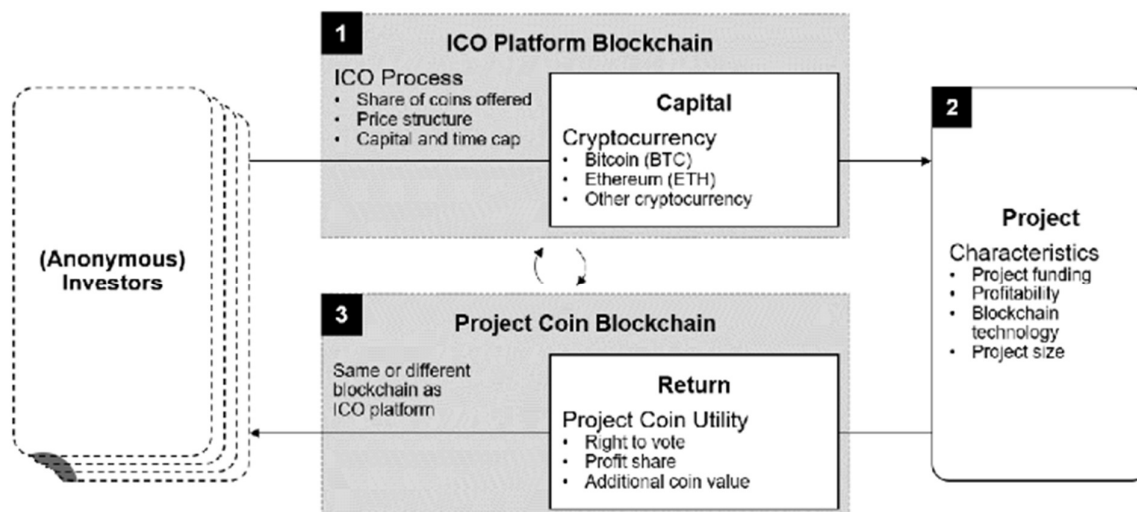 (Anonymous)
Investors
1
ICO Platform Blockchain
ICO Process
• Share of coins offered
• Price structure
• Capital and time cap
Capital
Cryptocurrency
• Bitcoin (BTC)
• Ethereum (ETH)
• Other cryptocurrency
2
Project
Characteristics
• Project funding
• Profitability
• Blockchain
technology
• Project size
3
Project Coin Blockchain
Same or different
blockchain as
ICO platform
Return
Project Coin Utility
• Right to vote
• Profit share
• Additional coin value